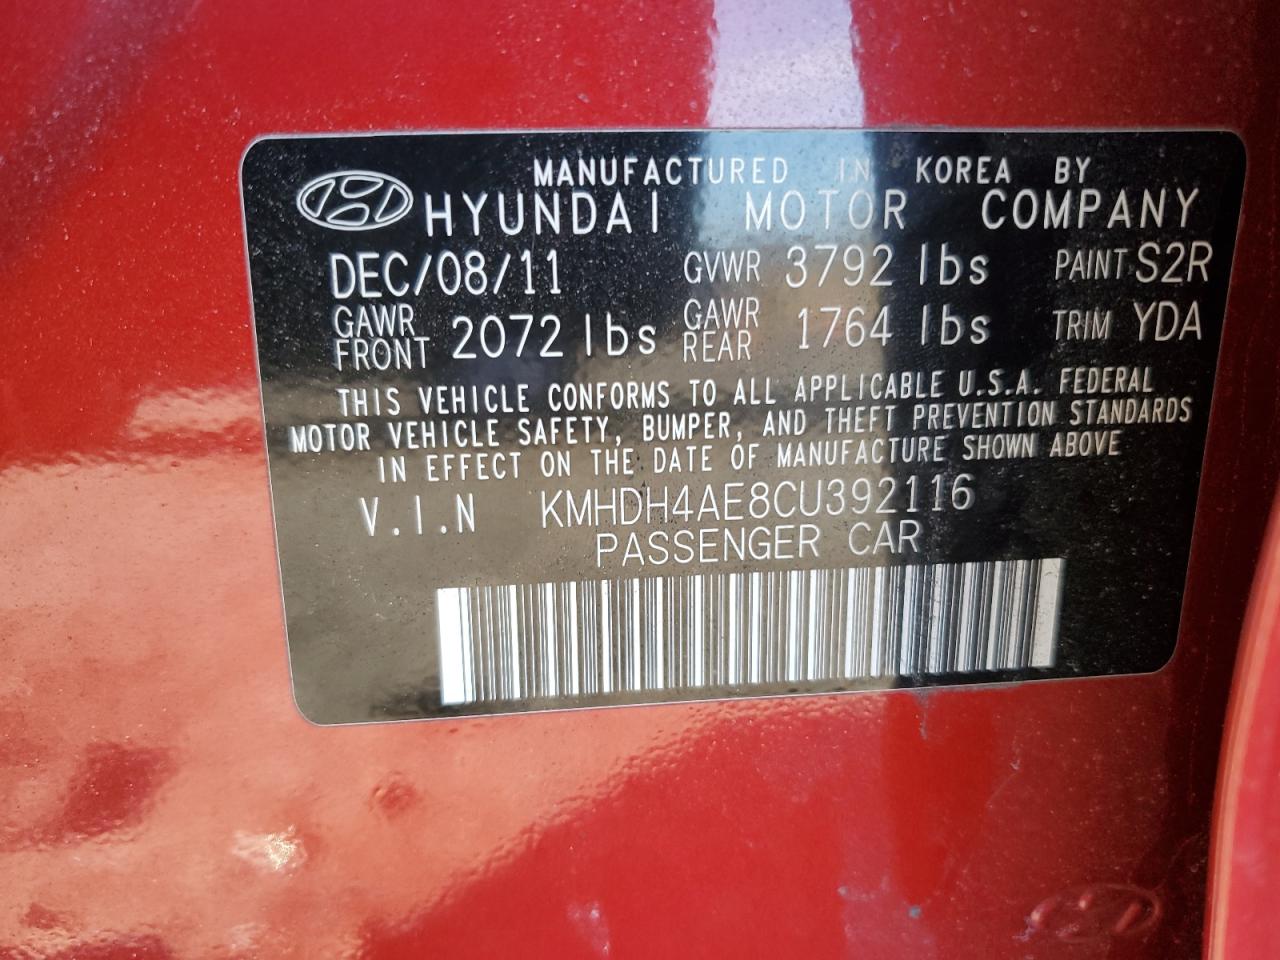 MANUFACTURED IN KOREA BY
HYUNDAI MOTOR COMPANY
DEC/08/11 GVWR 3792 lbs PAINT S2R
GAWR FRONT 2072 lbs GAWR REAR 1764 lbs TRIM YDA
THIS VEHICLE CONFORMS TO ALL APPLICABLE U.S.A. FEDERAL
MOTOR VEHICLE SAFETY, BUMPER, AND THEFT PREVENTION STANDARDS
IN EFFECT ON THE DATE OF MANUFACTURE SHOWN ABOVE
V.I.N KMHDH4AE8CU392116
PASSENGER CAR